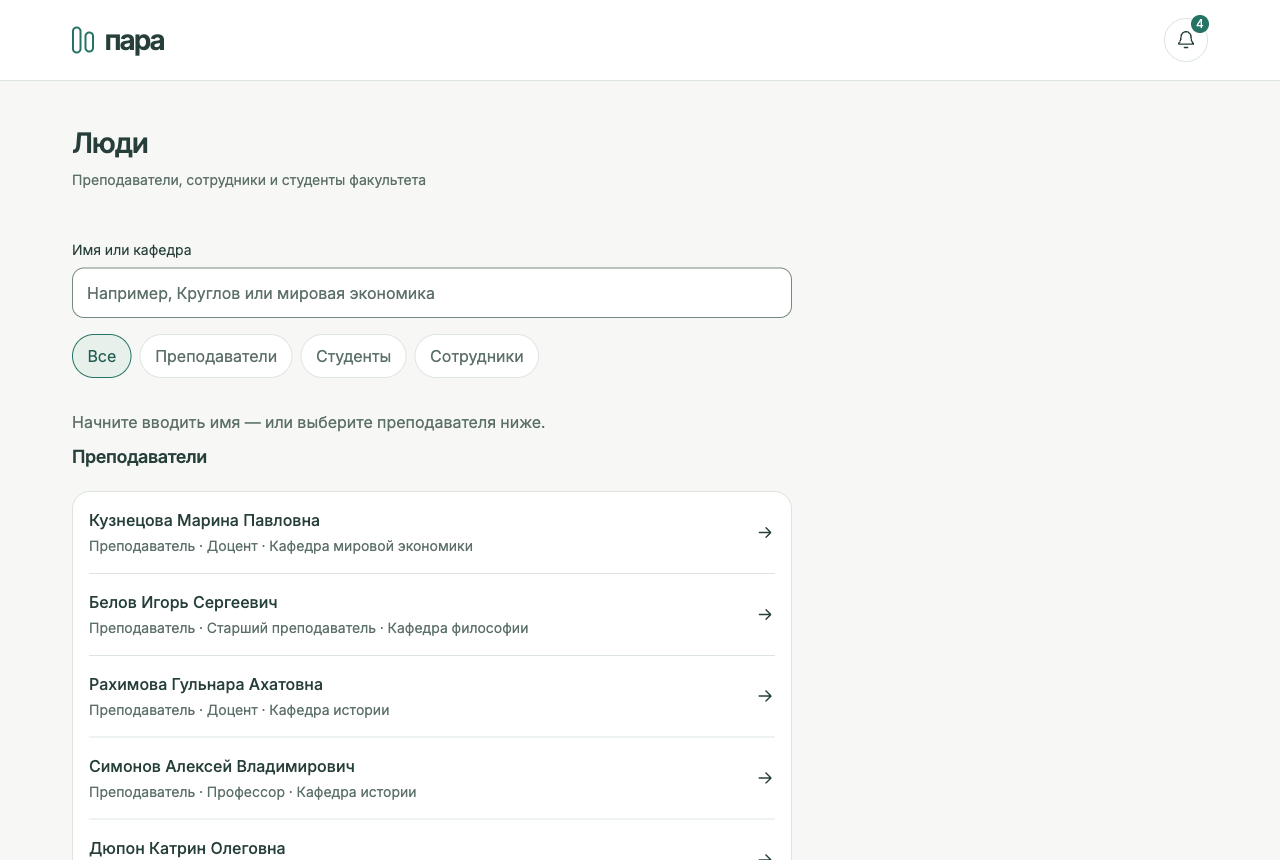 пара
4
Люди
Преподаватели, сотрудники и студенты факультета
Имя или кафедра
Например, Круглов или мировая экономика
Все Преподаватели Студенты Сотрудники
Начните вводить имя — или выберите преподавателя ниже.
Преподаватели
Кузнецова Марина Павловна
Преподаватель · Доцент · Кафедра мировой экономики
Белов Игорь Сергеевич
Преподаватель · Старший преподаватель · Кафедра философии
Рахимова Гульнара Ахатовна
Преподаватель · Доцент · Кафедра истории
Симонов Алексей Владимирович
Преподаватель · Профессор · Кафедра истории
Дюпон Катрин Олеговна